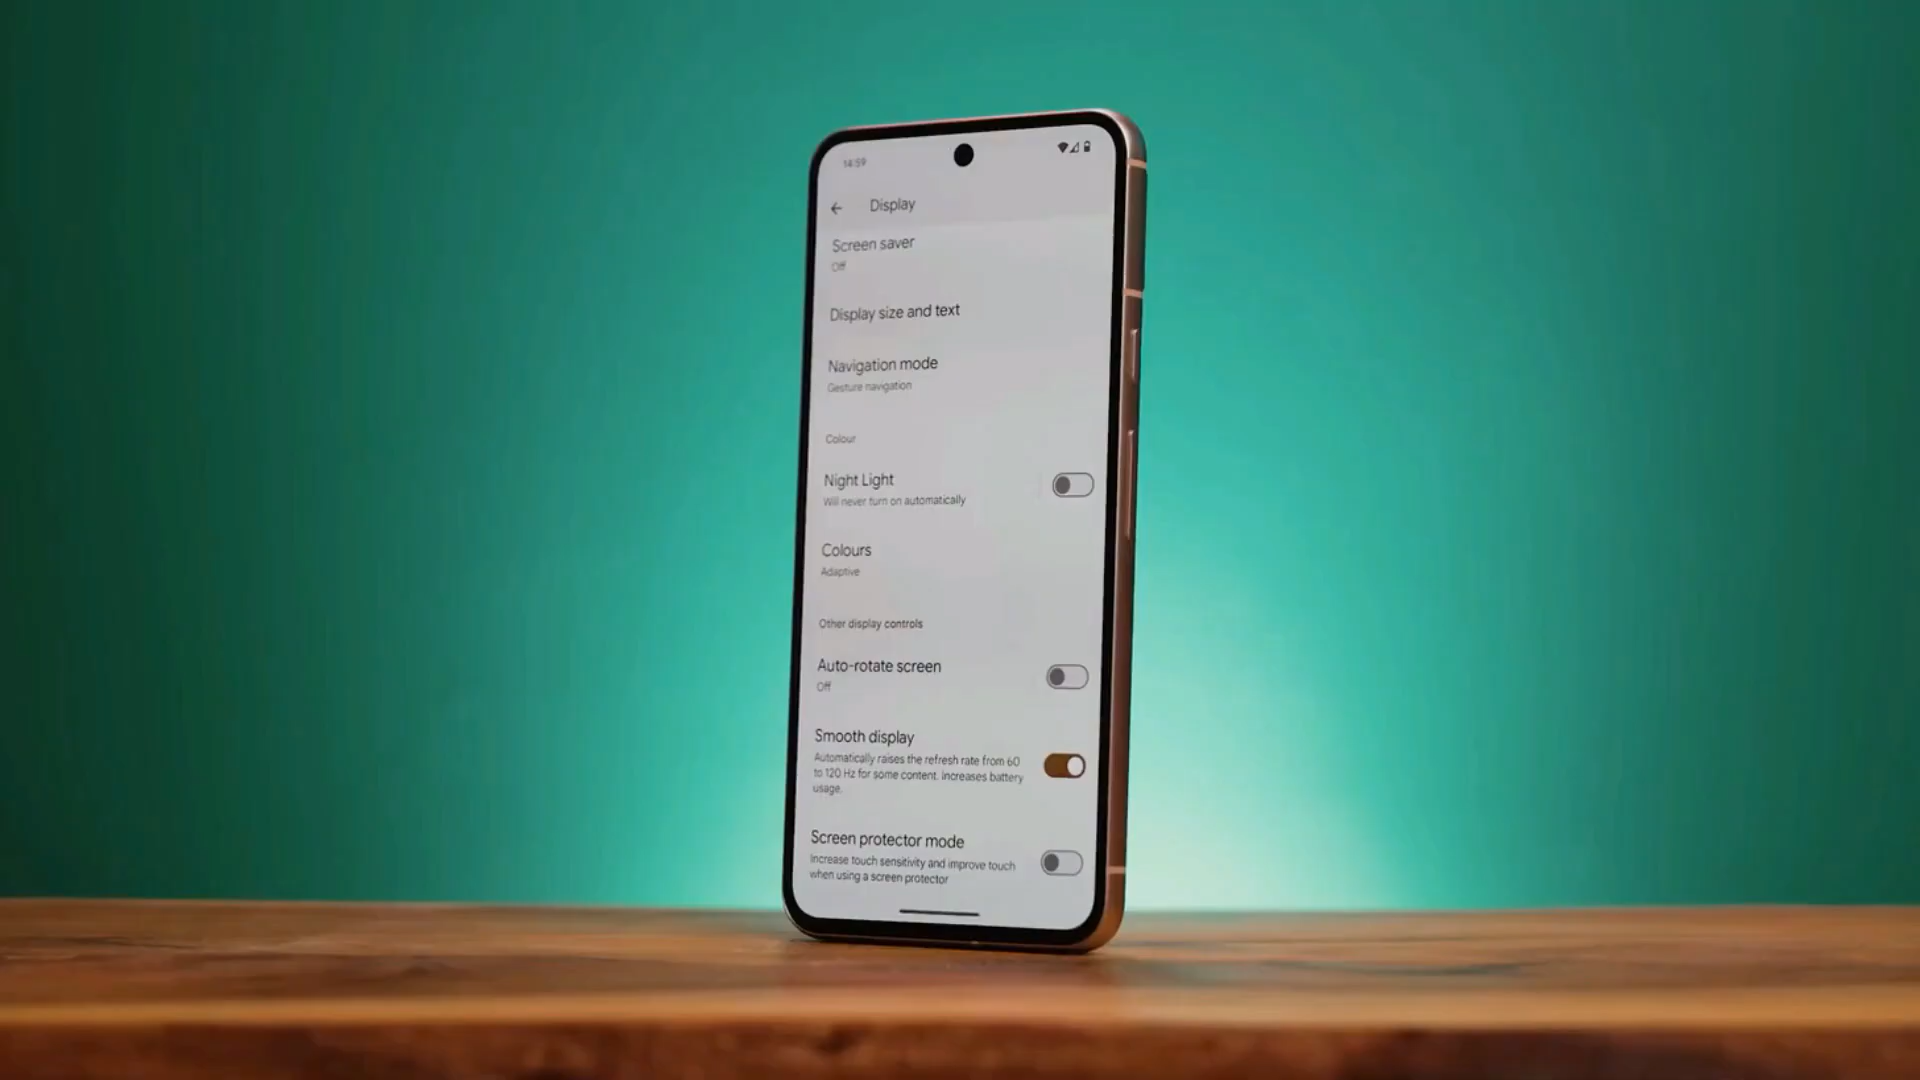 14:59
Display
Screen saver
Off
Display size and text
Navigation mode
Gesture navigation
Colour
Night Light
Will never turn on automatically
Colours
Adaptive
Other display controls
Auto-rotate screen
Off
Smooth display
Automatically raises the refresh rate from 60
to 120 Hz for some content. Increases battery
usage.
Screen protector mode
Increase touch sensitivity and improve touch
when using a screen protector